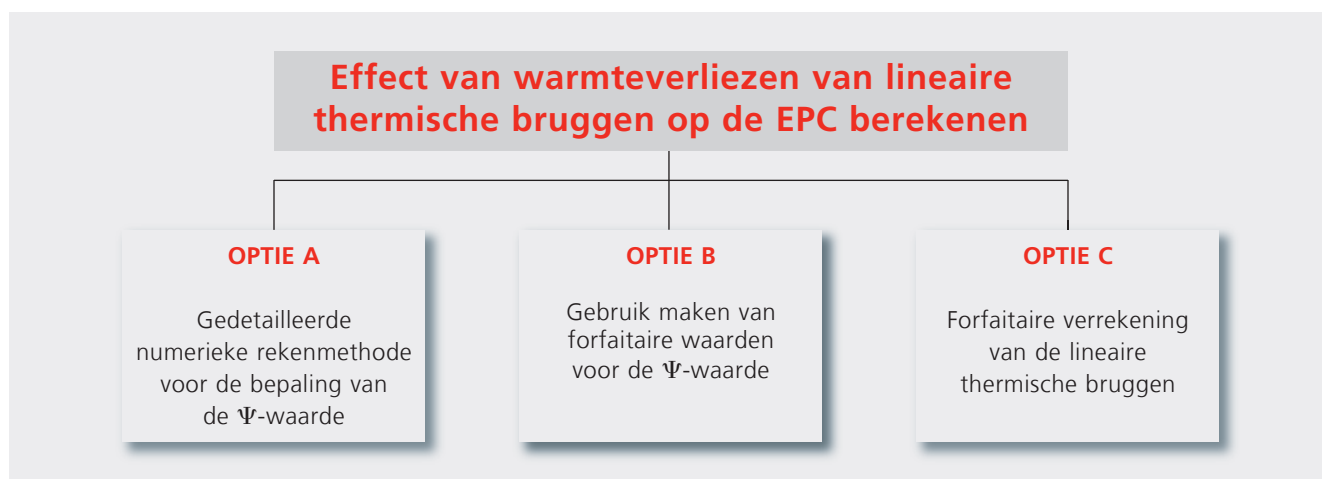 Effect van warmteverliezen van lineaire
thermische bruggen op de EPC berekenen
OPTIE A
Gedetailleerde
numerieke rekenmethode
voor de bepaling van
de Ψ-waarde
OPTIE B
Gebruik maken van
forfaitaire waarden
voor de Ψ-waarde
OPTIE C
Forfaitaire verrekening
van de lineaire
thermische bruggen